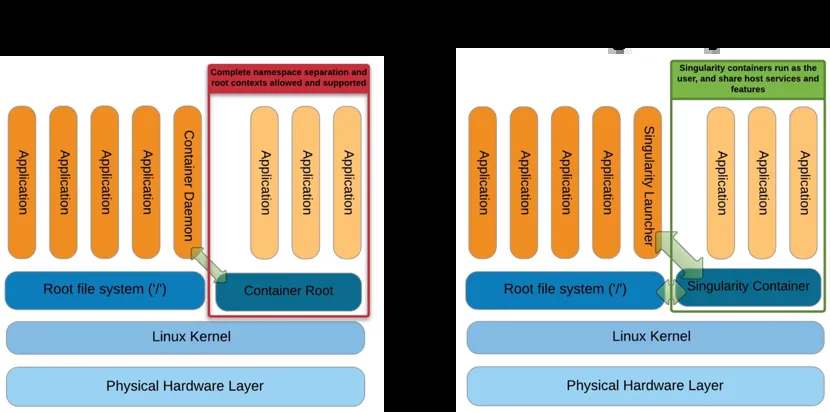 Complete namespace separation and
root contexts allowed and supported
Application
Application
Application
Application
Container Daemon
Application
Application
Application
Root file system ('/')
Container Root
Linux Kernel
Physical Hardware Layer
Singularity containers run as the
user, and share host services and
features
Application
Application
Application
Application
Singularity Launcher
Application
Application
Application
Root file system ('/')
Singularity Container
Linux Kernel
Physical Hardware Layer